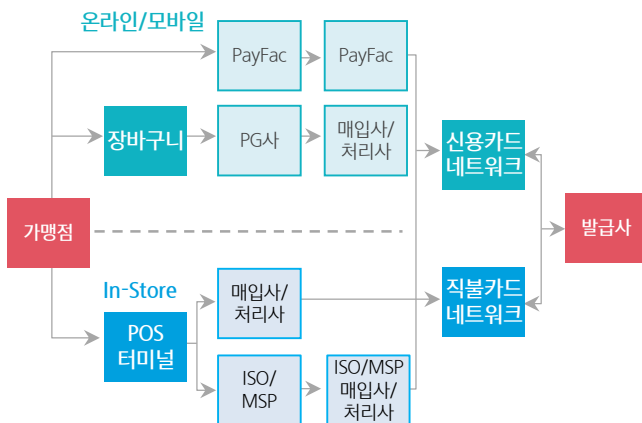 온라인/모바일
PayFac
PayFac
장바구니
PG사
매입사/
처리사
신용카드
네트워크
가맹점
발급사
In-Store
매입사/
처리사
직불카드
네트워크
POS
터미널
ISO/
MSP
ISO/MSP
매입사/
처리사